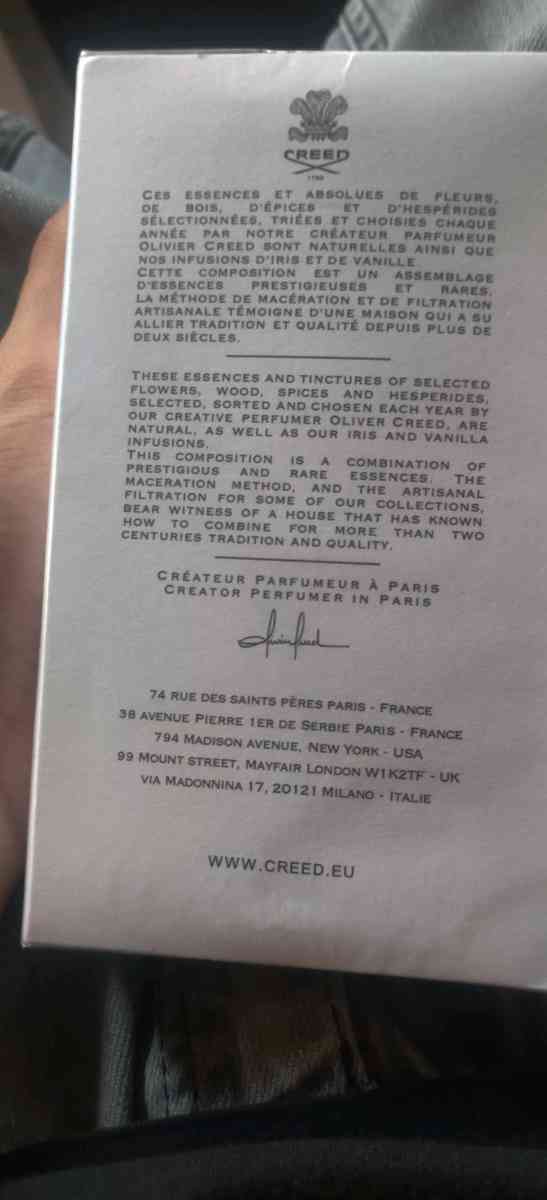 CREED
1760
CES ESSENCES ET ABSOLUES DE FLEURS,
DE BOIS, D'ÉPICES ET D'HESPÉRIDES
SÉLECTIONNÉES, TRIÉES ET CHOISIES CHAQUE
ANNÉE PAR NOTRE CRÉATEUR PARFUMEUR
OLIVIER CREED SONT NATURELLES AINSI QUE
NOS INFUSIONS D'IRIS ET DE VANILLE.
CETTE COMPOSITION EST UN ASSEMBLAGE
D'ESSENCES PRESTIGIEUSES ET RARES.
LA MÉTHODE DE MACÉRATION ET DE FILTRATION
ARTISANALE TÉMOIGNE D'UNE MAISON QUI A SU
ALLIER TRADITION ET QUALITÉ DEPUIS PLUS DE
DEUX SIÈCLES.
THESE ESSENCES AND TINCTURES OF SELECTED
FLOWERS, WOOD, SPICES AND HESPERIDES,
SELECTED, SORTED AND CHOSEN EACH YEAR BY
OUR CREATIVE PERFUMER OLIVER CREED, ARE
NATURAL, AS WELL AS OUR IRIS AND VANILLA
INFUSIONS.
THIS COMPOSITION IS A COMBINATION OF
PRESTIGIOUS AND RARE ESSENCES. THE
MACERATION METHOD, AND THE ARTISANAL
FILTRATION FOR SOME OF OUR COLLECTIONS,
BEAR WITNESS OF A HOUSE THAT HAS KNOWN
HOW TO COMBINE FOR MORE THAN TWO
CENTURIES TRADITION AND QUALITY.
CRÉATEUR PARFUMEUR À PARIS
CREATOR PERFUMER IN PARIS
74 RUE DES SAINTS PÈRES PARIS - FRANCE
38 AVENUE PIERRE 1ER DE SERBIE PARIS - FRANCE
794 MADISON AVENUE, NEW YORK - USA
99 MOUNT STREET, MAYFAIR LONDON W1K2TF - UK
VIA MADONNINA 17, 20121 MILANO - ITALIE
WWW.CREED.EU